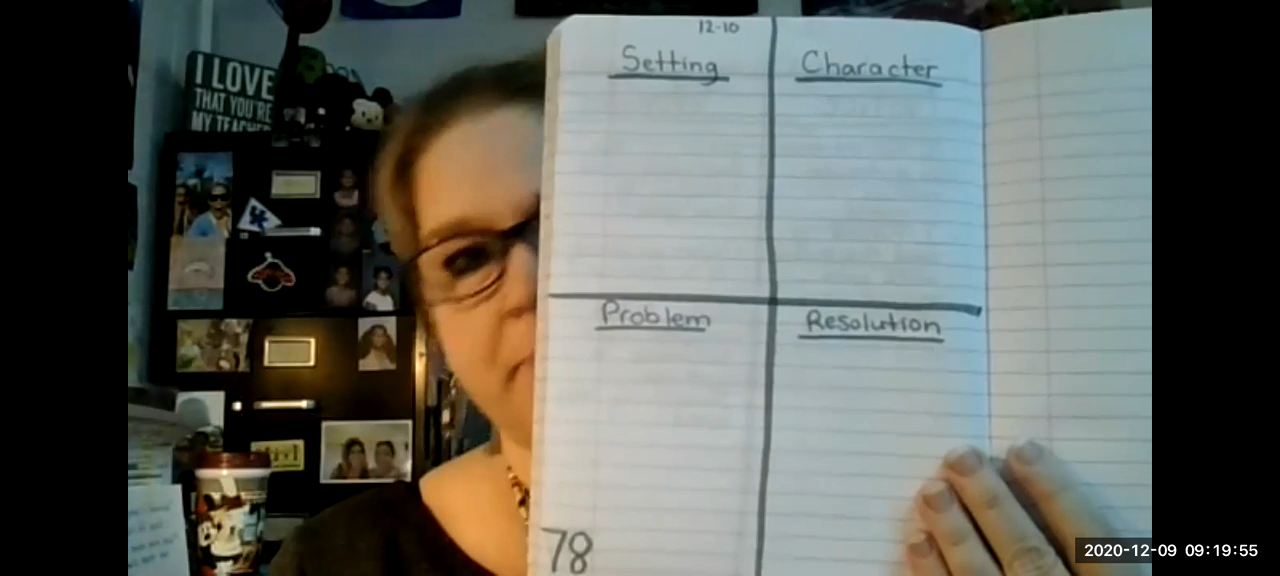 I LOVE
THAT YOU'RE
MY TEACHER
12-10
Setting
Character
Problem
Resolution
78
2020-12-09 09:19:55